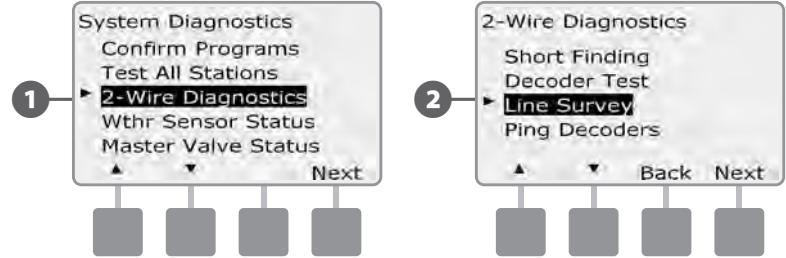 1
System Diagnostics
Confirm Programs
Test All Stations
2-Wire Diagnostics
Wthr Sensor Status
Master Valve Status
Next
2
2-Wire Diagnostics
Short Finding
Decoder Test
Line Survey
Ping Decoders
Back Next